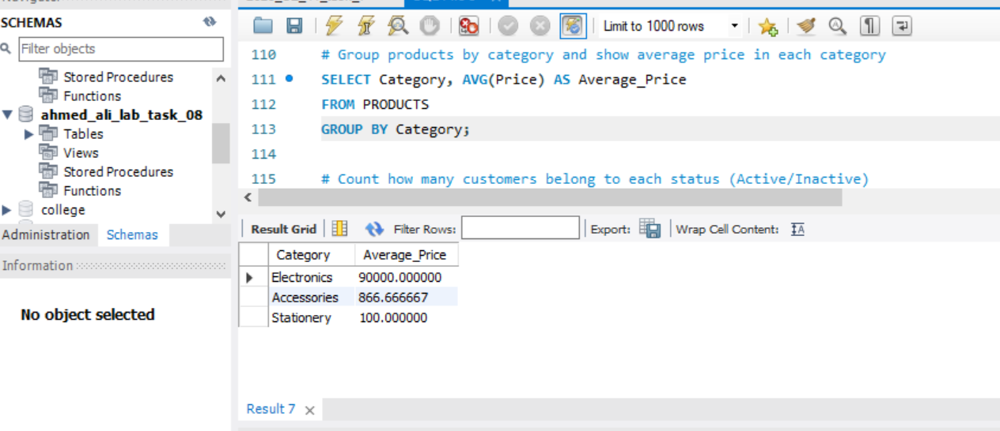 SCHEMAS
Filter objects
Stored Procedures
Functions
ahmed_ali_lab_task_08
Tables
Views
Stored Procedures
Functions
college
Administration Schemas
Information
No object selected
Limit to 1000 rows
110 # Group products by category and show average price in each category
111 SELECT Category, AVG(Price) AS Average_Price
112 FROM PRODUCTS
113 GROUP BY Category;
114
115 # Count how many customers belong to each status (Active/Inactive)
Result Grid Filter Rows: Export: Wrap Cell Content: IA
Category Average_Price
Electronics 90000.000000
Accessories 866.666667
Stationery 100.000000
Result 7